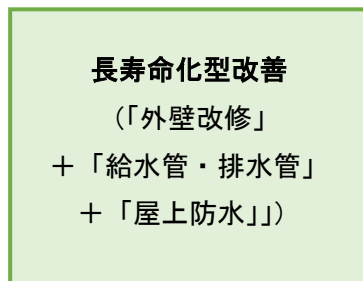 長寿命化型改善
(「外壁改修」
＋「給水管・排水管」
＋「屋上防水」」)